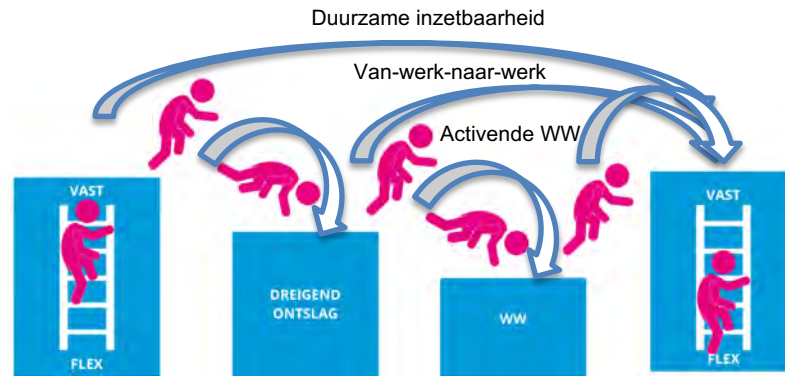 Duurzame inzetbaarheid
Van-werk-naar-werk
Activende WW
VAST
FLEX
DREIGEND
ONTSLAG
WW
VAST
FLEX